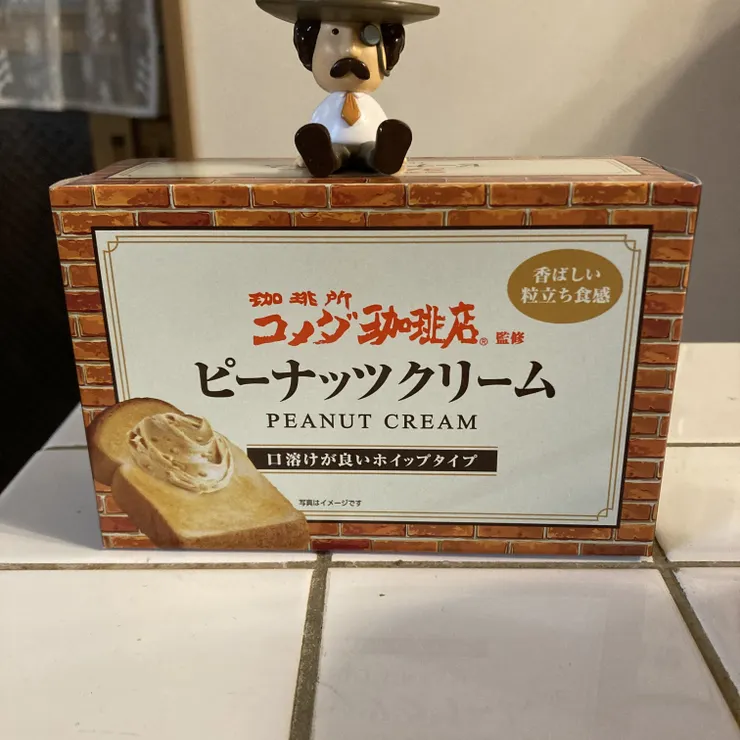 香ばしい
粒立ち食感
珈琲所
コメダ珈琲店® 監修
ピーナッツクリーム
PEANUT CREAM
口溶けが良いホイップタイプ
写真はイメージです